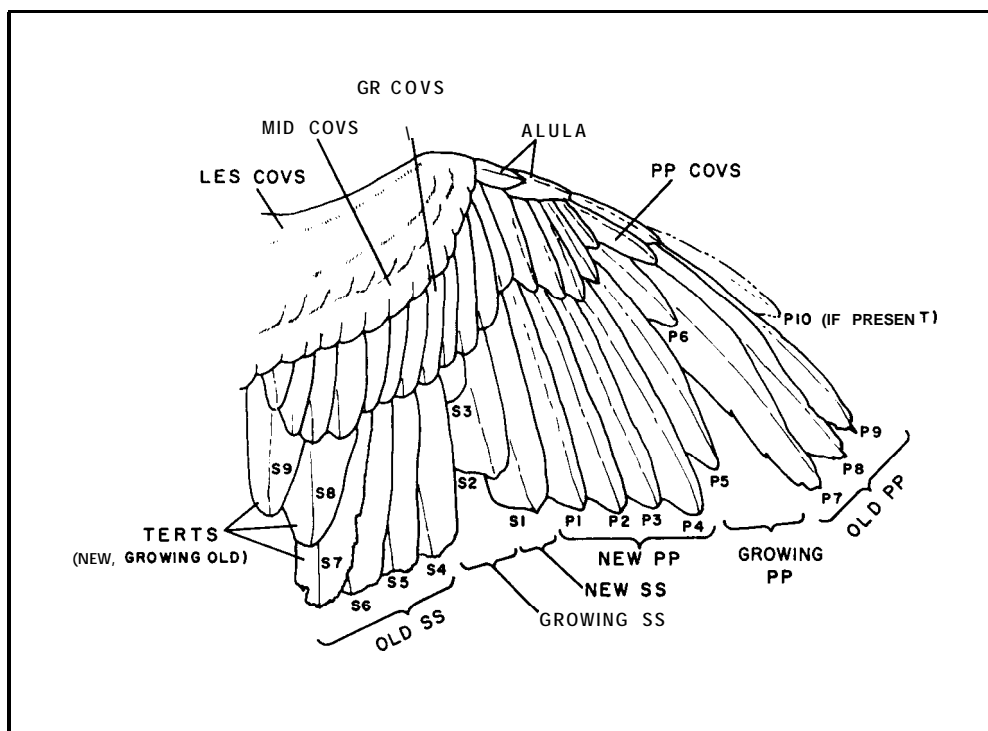 GR COVS
MID COVS
ALULA
LES COVS
PP COVS
P10 (IF PRESENT)
P6
S3
P9
S9
S8
S2
P5
P8
S1
P1
P2
P3
P4
P7
OLD PP
TERTS
(NEW, GROWING OLD)
S7
S6
S5
S4
NEW PP
GROWING
PP
NEW SS
OLD SS
GROWING SS